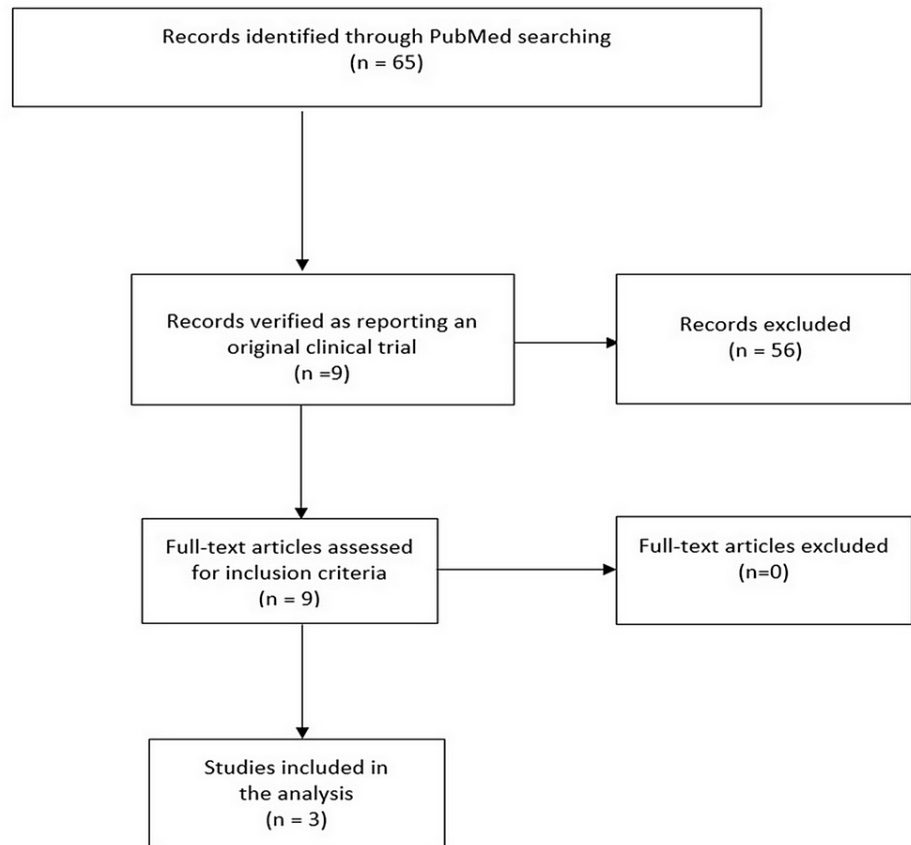 Records identified through PubMed searching
(n = 65)
Records verified as reporting an
original clinical trial
(n =9)
Records excluded
(n = 56)
Full-text articles assessed
for inclusion criteria
(n = 9)
Full-text articles excluded
(n=0)
Studies included in
the analysis
(n = 3)